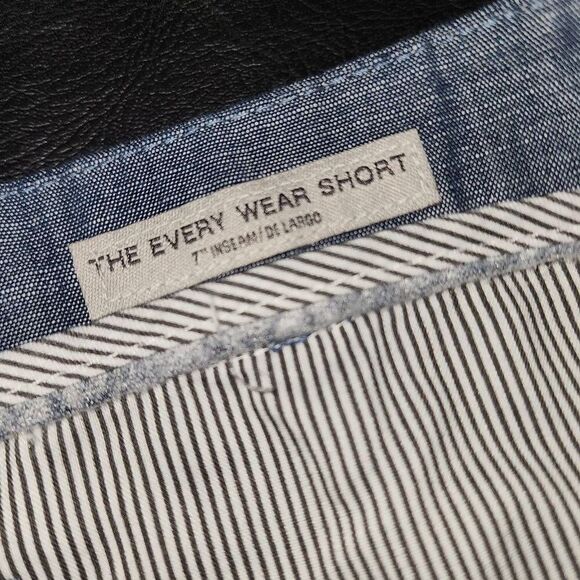 THE EVERY WEAR SHORT
7" INSEAM/DE LARGO